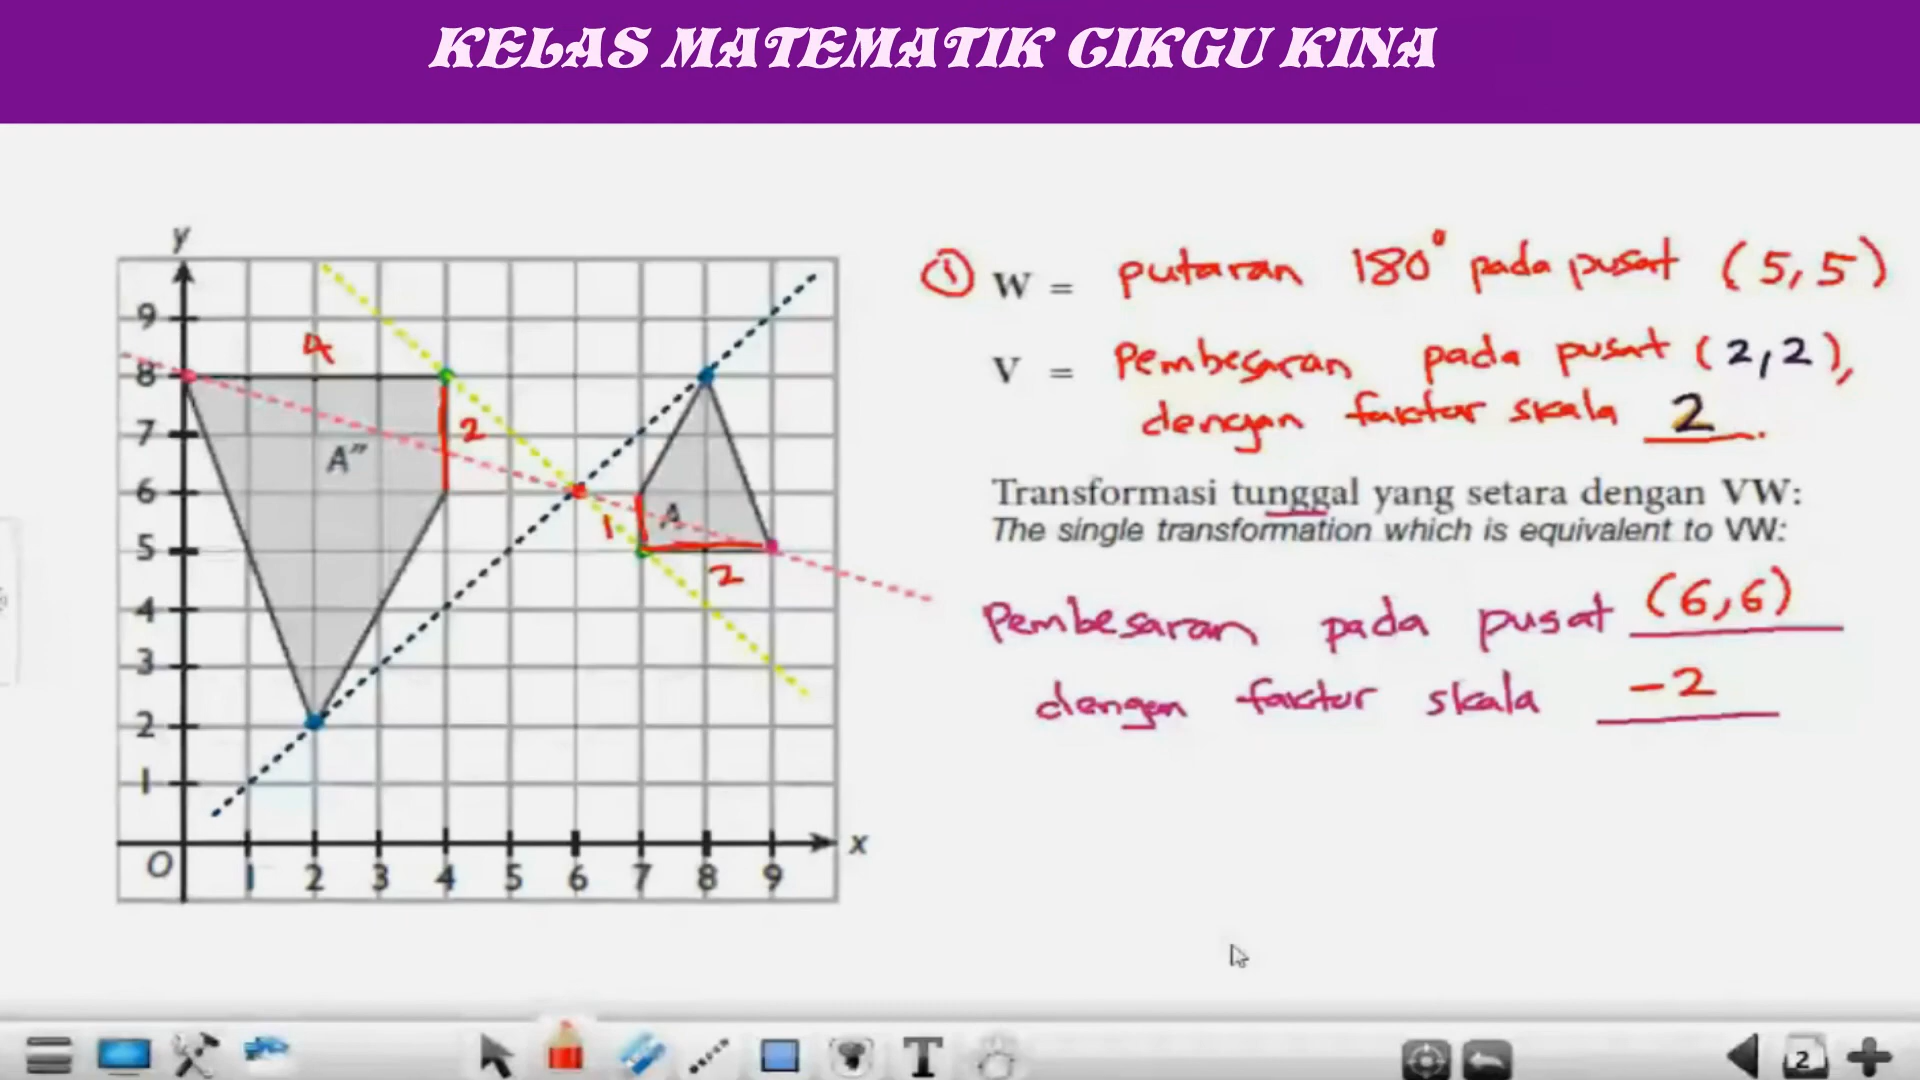 KELAS MATEMATIK CIKGU KINA
y
9
8
7
6
5
4
3
2
1
O
1 2 3 4 5 6 7 8 9
x
4
2
A"
1
A
2
① W = putaran 180° pada pusat (5,5)
V = Pembesaran pada pusat (2,2),
dengan faktor skala 2.
Transformasi tunggal yang setara dengan VW:
The single transformation which is equivalent to VW:
Pembesaran pada pusat (6,6)
dengan faktor skala -2
T
2